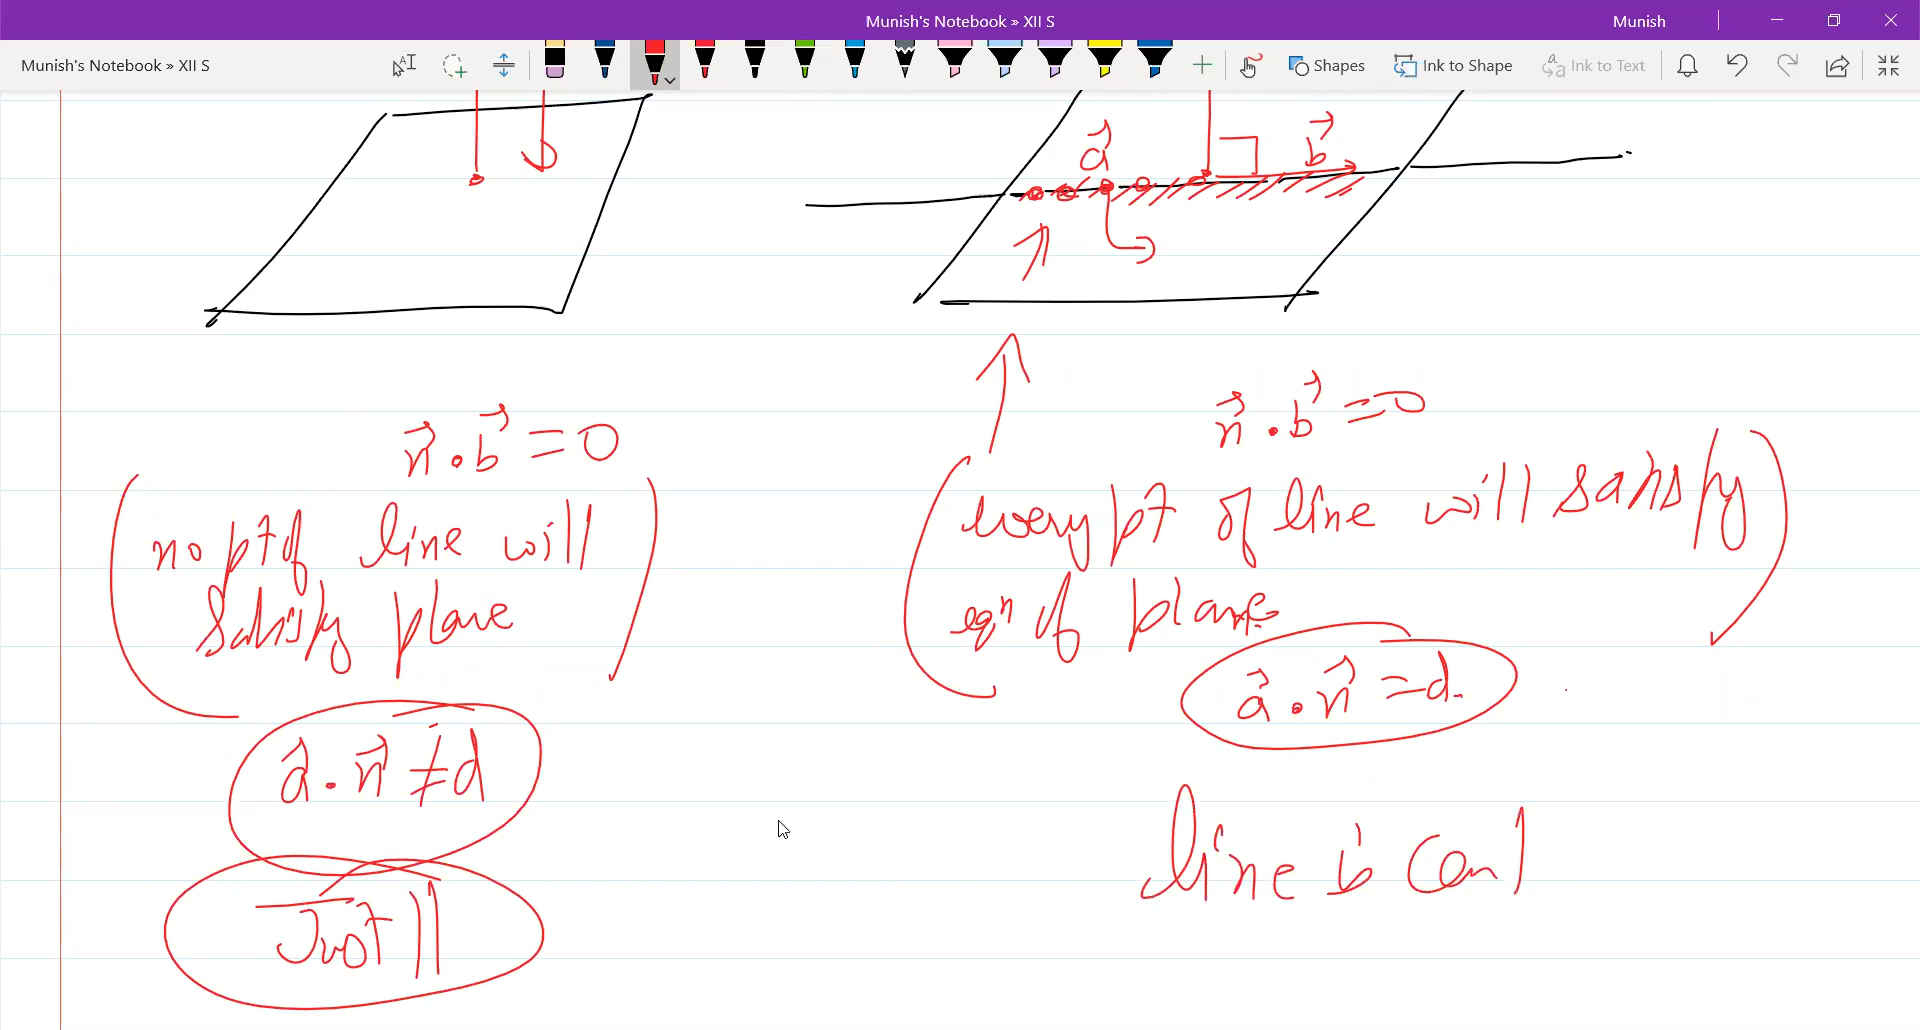 Munish's Notebook » XII S
Munish
Munish's Notebook » XII S
Shapes
Ink to Shape
Ink to Text
a⃗
b⃗
n⃗ . b⃗ = 0
no pt of line will
satisfy plane
a⃗ . n⃗ ≠ d
Just ||
n⃗ . b⃗ = 0
every pt of line will satisfy
eqn of plane
a⃗ . n⃗ = d
line is